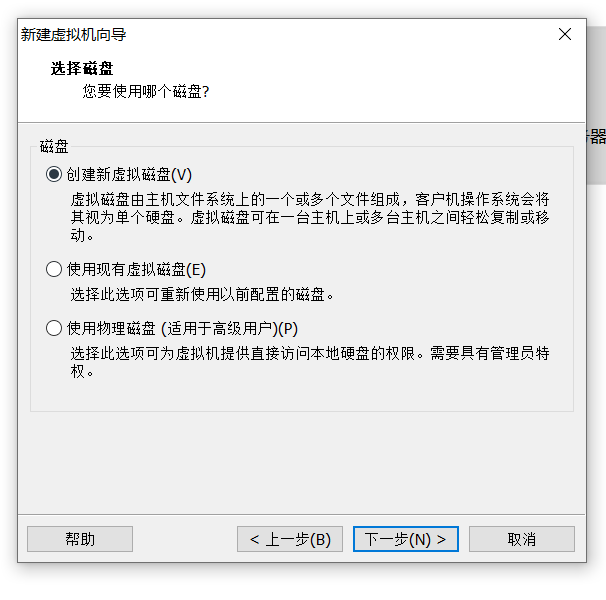 新建虚拟机向导
选择磁盘
您要使用哪个磁盘?
器
磁盘
创建新虚拟磁盘(V)
虚拟磁盘由主机文件系统上的一个或多个文件组成，客户机操作系统会将
其视为单个硬盘。虚拟磁盘可在一台主机上或多台主机之间轻松复制或移
动。
使用现有虚拟磁盘(E)
选择此选项可重新使用以前配置的磁盘。
使用物理磁盘 (适用于高级用户)(P)
选择此选项可为虚拟机提供直接访问本地硬盘的权限。需要具有管理员特
权。
帮助
< 上一步(B)
下一步(N) >
取消